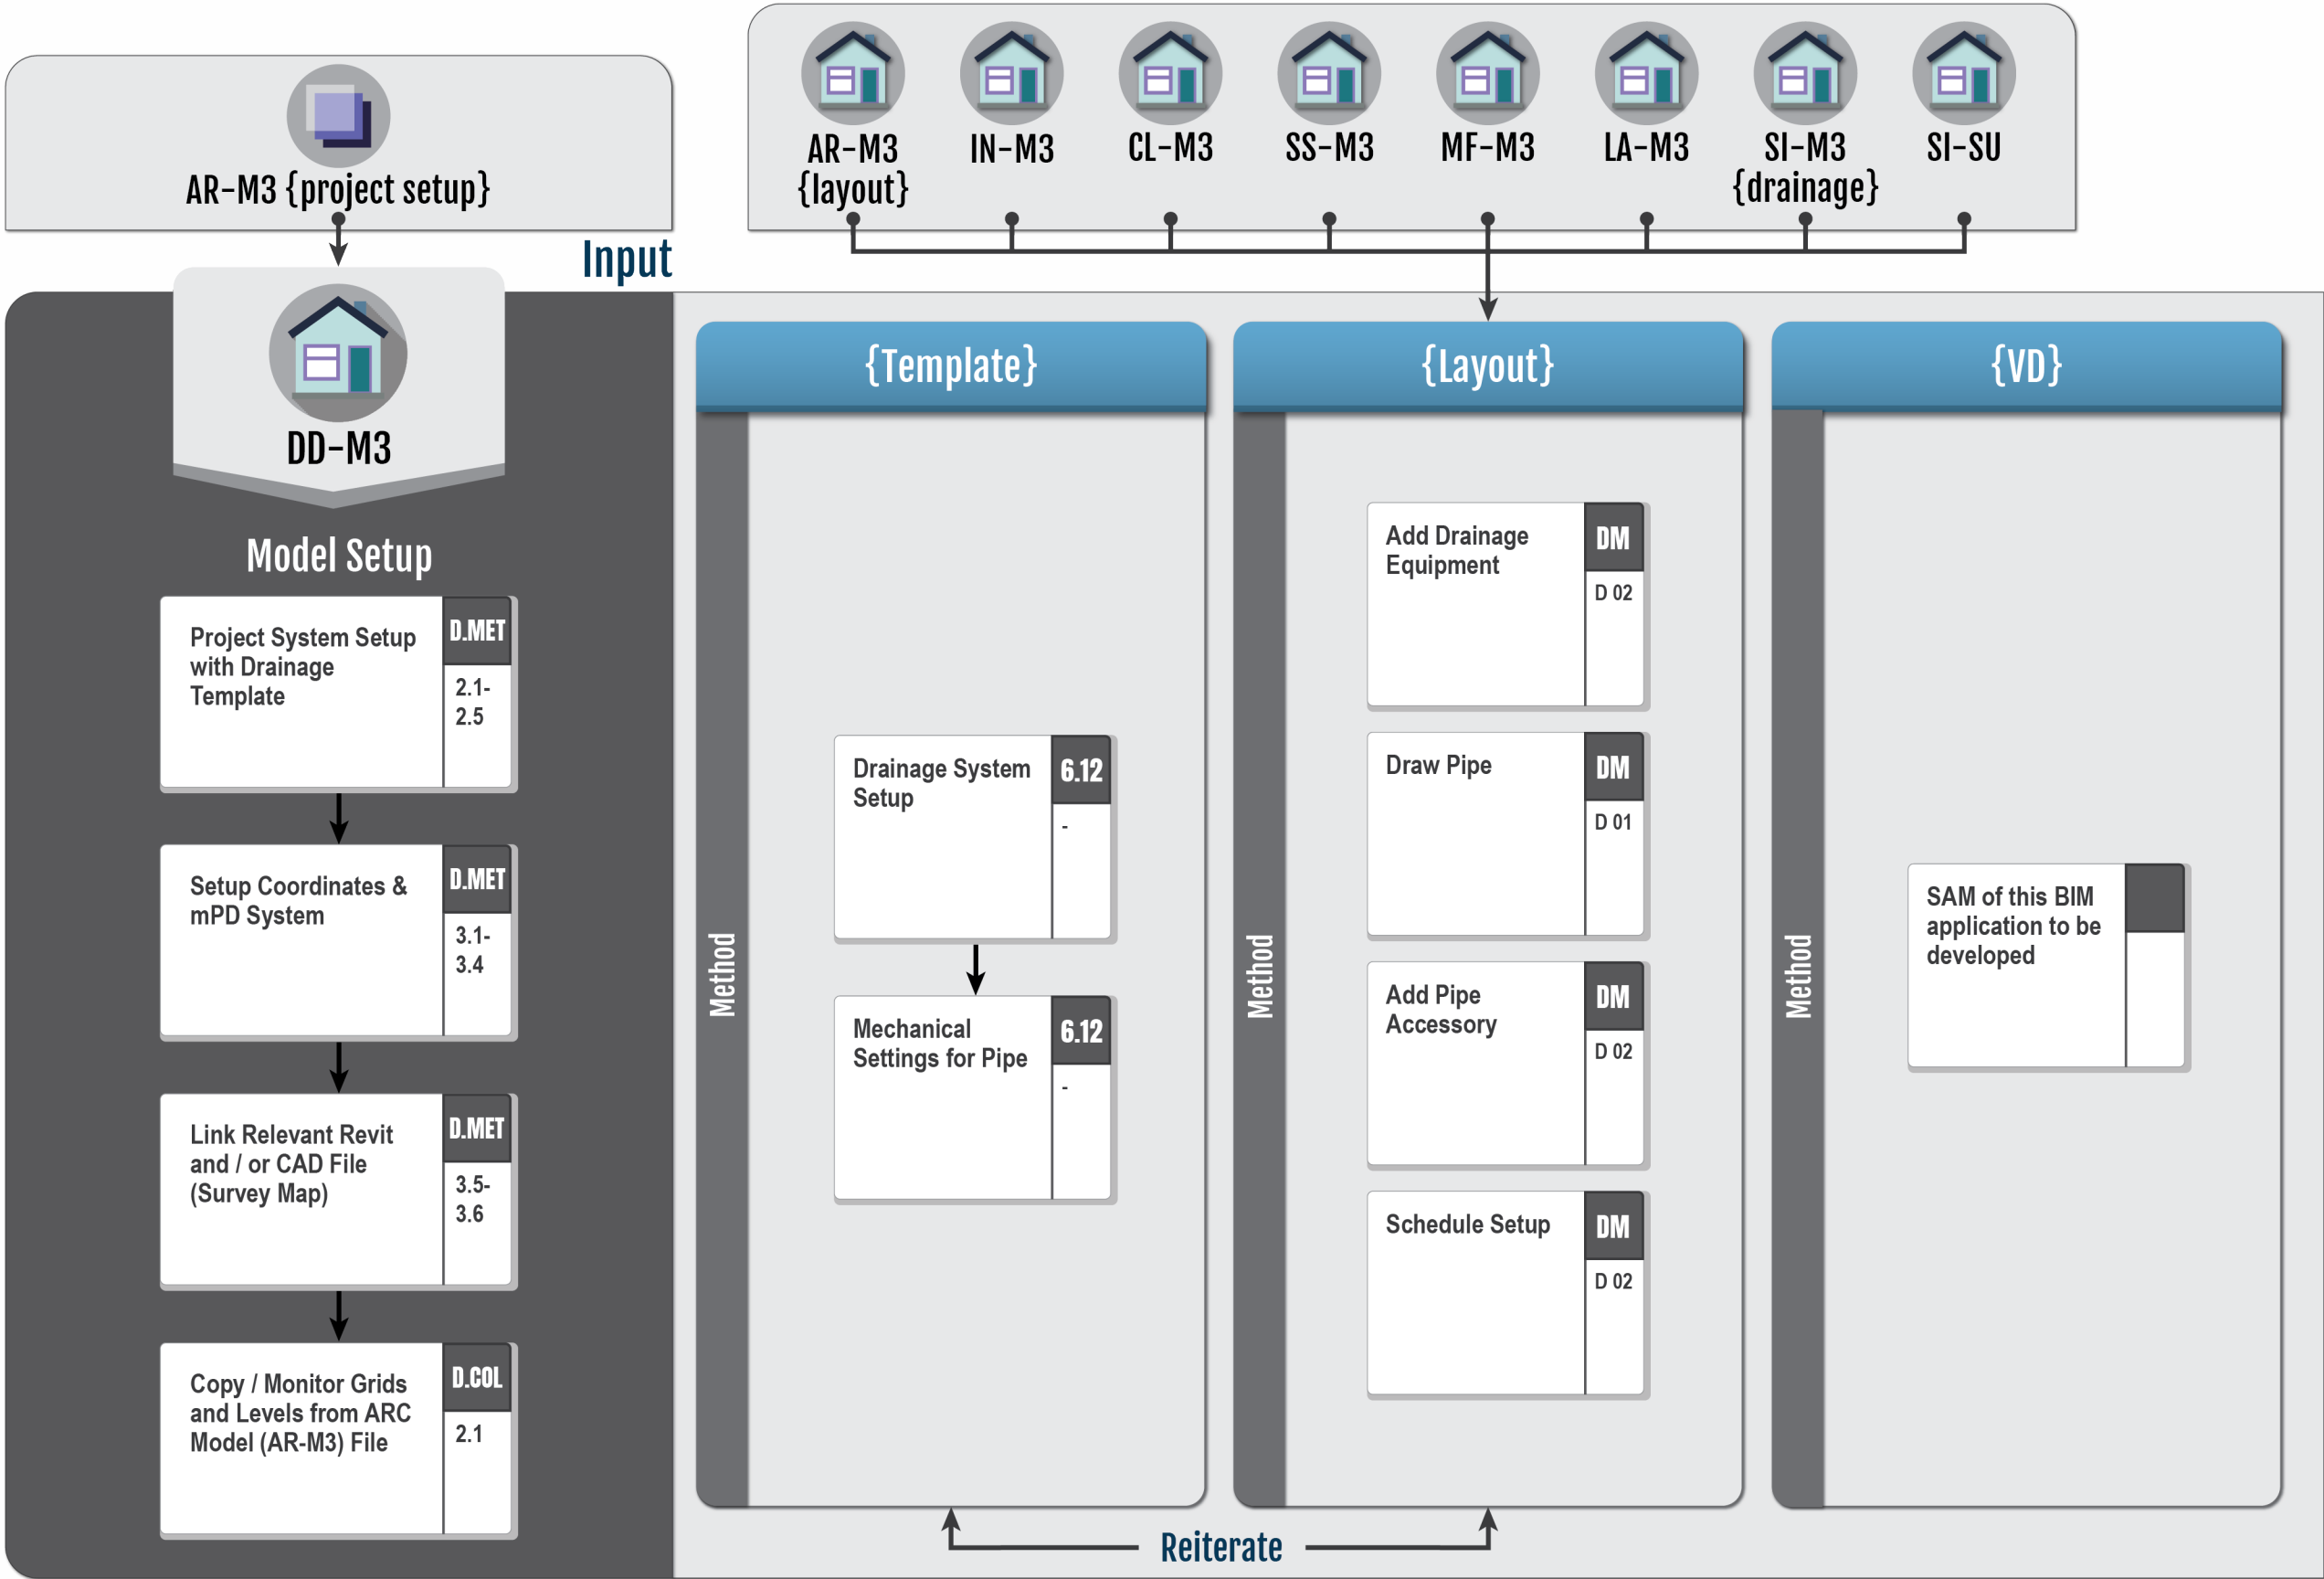 AR-M3 {project setup}
Input
AR-M3
{layout}
IN-M3
CL-M3
SS-M3
MF-M3
LA-M3
SI-M3
{drainage}
SI-SU
DD-M3
Model Setup
Project System Setup
with Drainage
Template
D.MET
2.1-
2.5
Setup Coordinates &
mPD System
D.MET
3.1-
3.4
Link Relevant Revit
and / or CAD File
(Survey Map)
D.MET
3.5-
3.6
Copy / Monitor Grids
and Levels from ARC
Model (AR-M3) File
D.COL
2.1
{Template}
Method
Drainage System
Setup
6.12
-
Mechanical
Settings for Pipe
6.12
-
{Layout}
Method
Add Drainage
Equipment
DM
D 02
Draw Pipe
DM
D 01
Add Pipe
Accessory
DM
D 02
Schedule Setup
DM
D 02
{VD}
Method
SAM of this BIM
application to be
developed
Reiterate